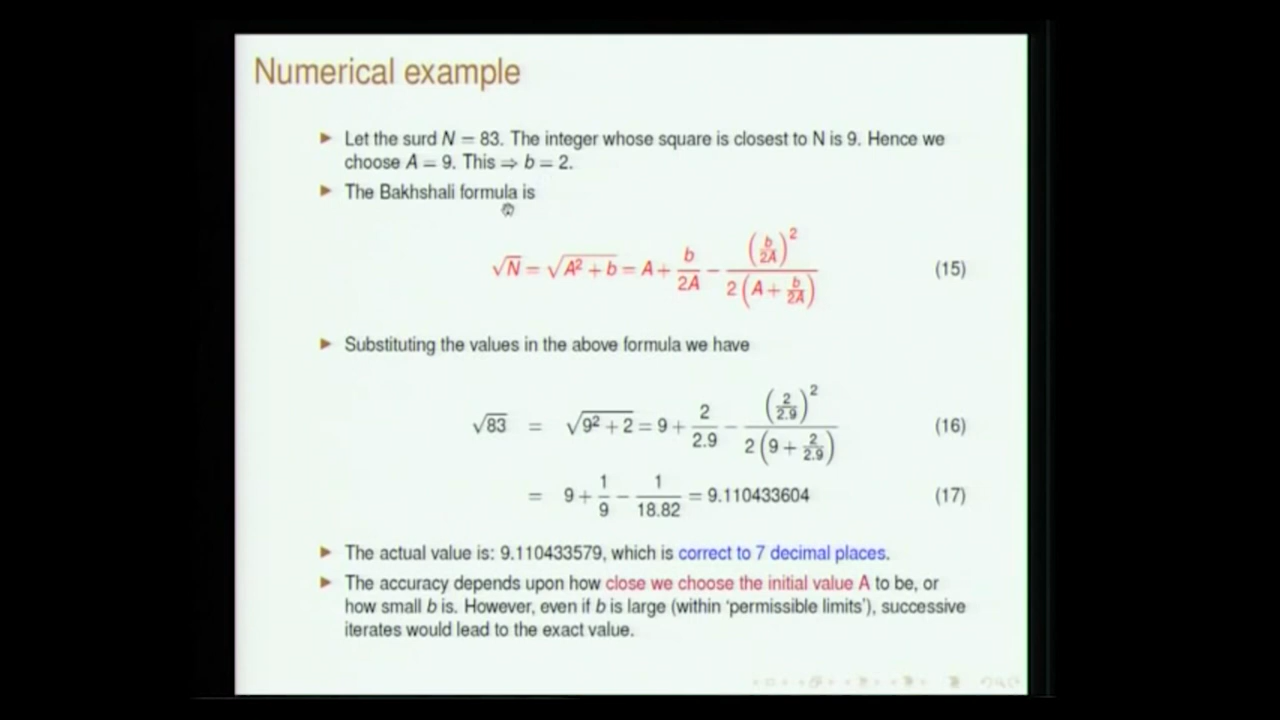 Numerical example
► Let the surd N = 83. The integer whose square is closest to N is 9. Hence we
choose A = 9. This ⇒ b = 2.
► The Bakhshali formula is
√N = √(A² + b) = A + b/2A − (b/2A)² / 2(A + b/2A) (15)
► Substituting the values in the above formula we have
√83 = √(9² + 2) = 9 + 2/2.9 − (2/2.9)² / 2(9 + 2/2.9) (16)
= 9 + 1/9 − 1/18.82 = 9.110433604 (17)
► The actual value is: 9.110433579, which is correct to 7 decimal places.
► The accuracy depends upon how close we choose the initial value A to be, or
how small b is. However, even if b is large (within 'permissible limits'), successive
iterates would lead to the exact value.